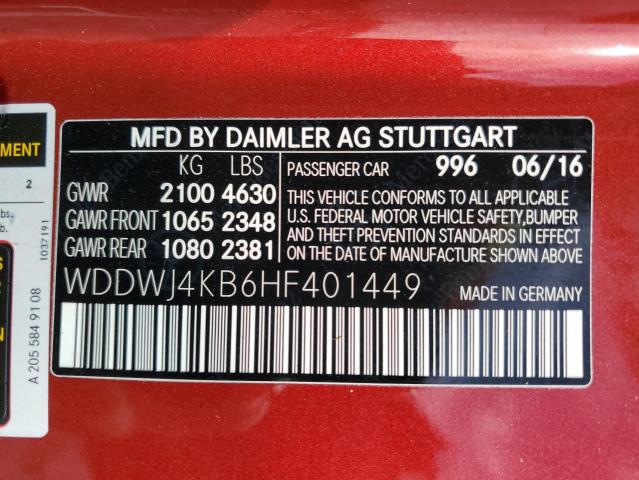 MFD BY DAIMLER AG STUTTGART
KG LBS
GVWR 2100 4630
GAWR FRONT 1065 2348
GAWR REAR 1080 2381
PASSENGER CAR 996 06/16
THIS VEHICLE CONFORMS TO ALL APPLICABLE
U.S. FEDERAL MOTOR VEHICLE SAFETY,BUMPER
AND THEFT PREVENTION STANDARDS IN EFFECT
ON THE DATE OF MANUFACTURE SHOWN ABOVE
WDDWJ4KB6HF401449 MADE IN GERMANY
2
lbs.
1037191
A 205 584 91 08